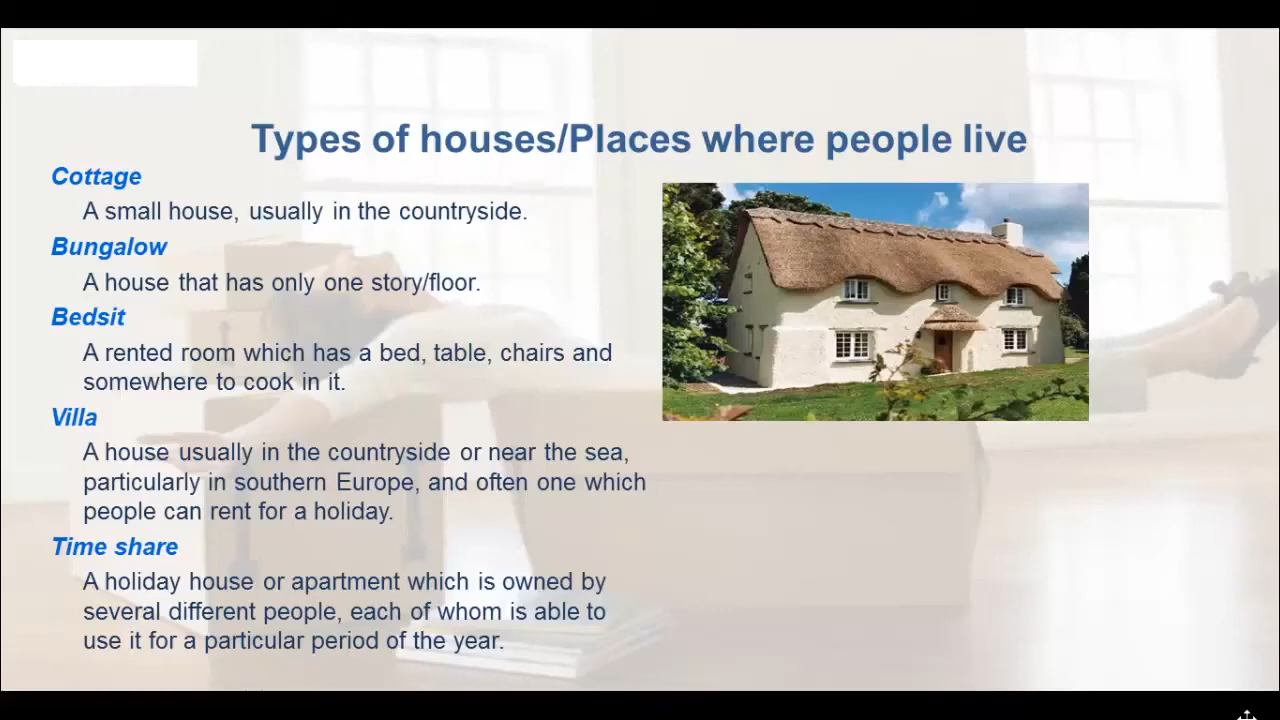 Types of houses/Places where people live
Cottage
A small house, usually in the countryside.
Bungalow
A house that has only one story/floor.
Bedsit
A rented room which has a bed, table, chairs and
somewhere to cook in it.
Villa
A house usually in the countryside or near the sea,
particularly in southern Europe, and often one which
people can rent for a holiday.
Time share
A holiday house or apartment which is owned by
several different people, each of whom is able to
use it for a particular period of the year.